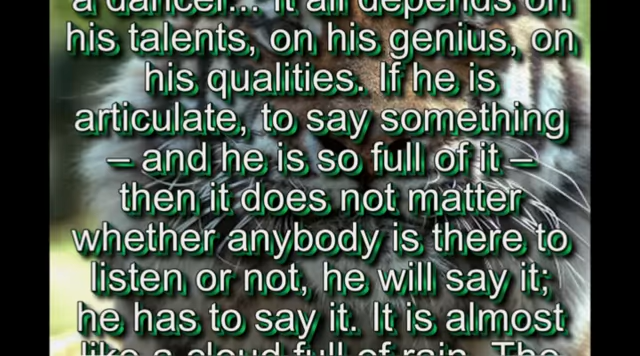 a dancer... It all depends on
his talents, on his genius, on
his qualities. If he is
articulate, to say something
– and he is so full of it –
then it does not matter
whether anybody is there to
listen or not, he will say it;
he has to say it. It is almost
like a cloud full of rain. The